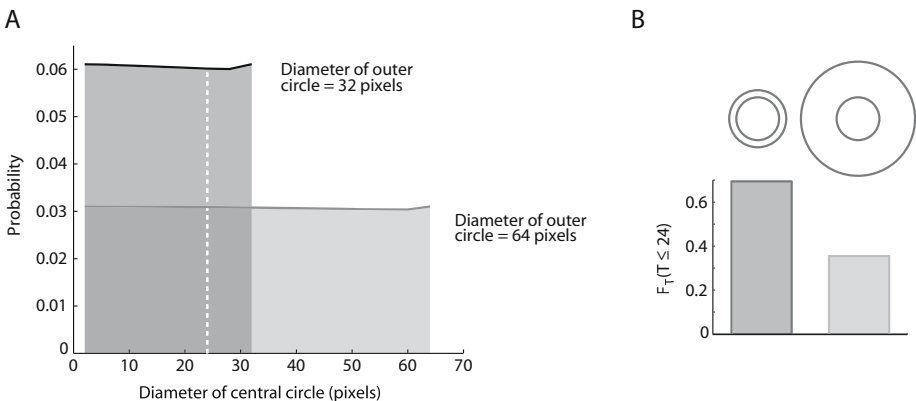 A
Probability
0.06
0.05
0.04
0.03
0.02
0.01
0
0 10 20 30 40 50 60 70
Diameter of central circle (pixels)
Diameter of outer
circle = 32 pixels
Diameter of outer
circle = 64 pixels
B
F_T(T ≤ 24)
0.6
0.4
0.2
0